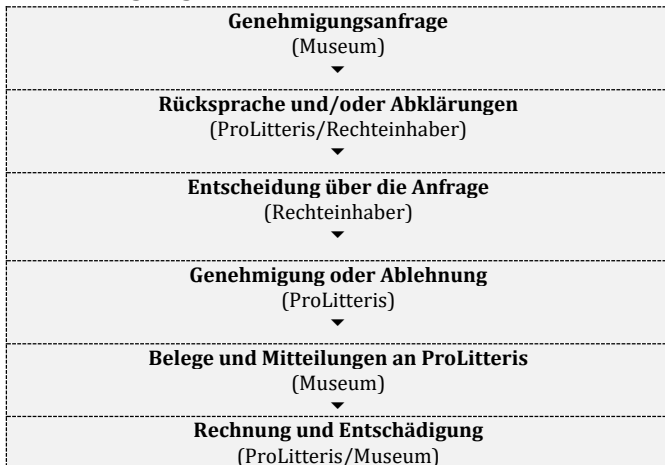 Genehmigungsanfrage
(Museum)
Rücksprache und/oder Abklärungen
(ProLitteris/Rechteinhaber)
Entscheidung über die Anfrage
(Rechteinhaber)
Genehmigung oder Ablehnung
(ProLitteris)
Belege und Mitteilungen an ProLitteris
(Museum)
Rechnung und Entschädigung
(ProLitteris/Museum)